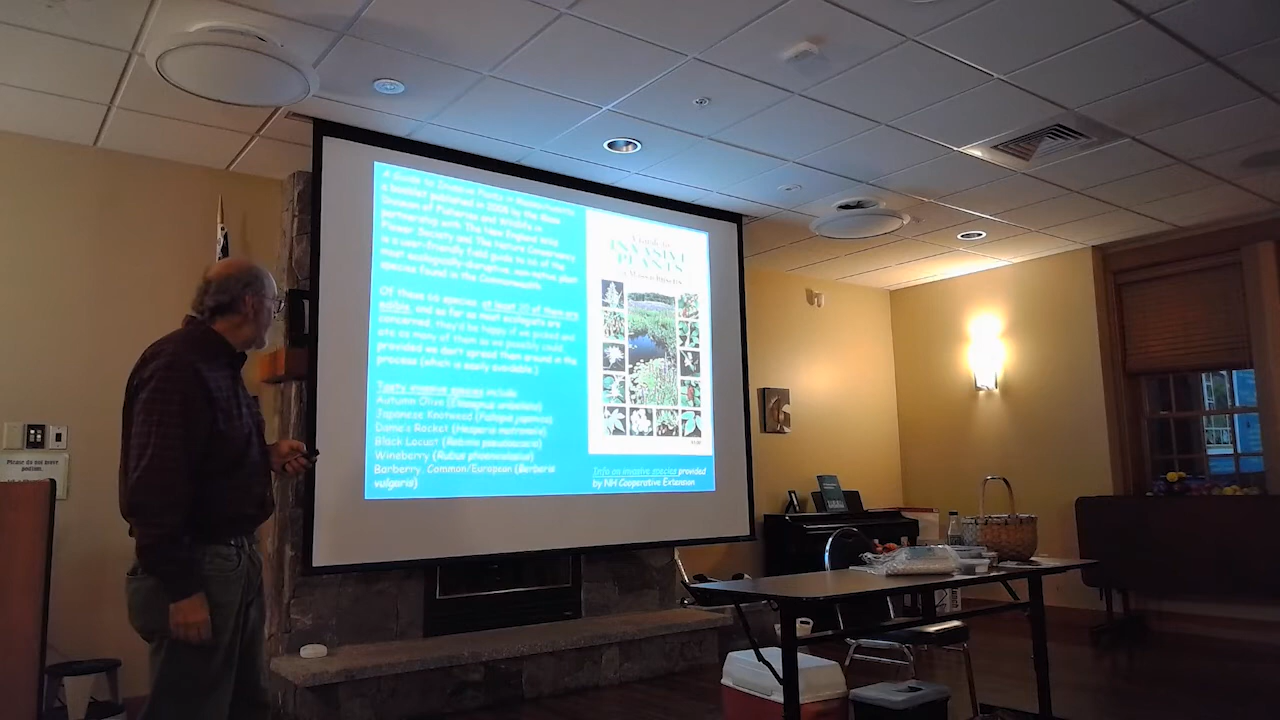 A Guide to Invasive Plants in Massachusetts
a booklet published in 2008 by the Mass
Division of Fisheries and Wildlife in
partnership with The New England Wild
Flower Society and The Nature Conservancy
is a user-friendly field guide to 66 of the
most ecologically-disruptive, non-native plant
species found in the Commonwealth.
Of these 66 species at least of them are
edible, and as far as most ecologists are
concerned, they'd be happy if we picked and
ate as many of them as we possibly could
provided we don't spread them around in the
process (which is easily avoidable.)
Tasty invasive species include:
Autumn Olive (Elaeagnus umbellata)
Japanese Knotweed (Fallopia japonica)
Dame's Rocket (Hesperis matronalis)
Black Locust (Robinia pseudoacacia)
Wineberry (Rubus phoenicolasius)
Barberry, Common/European (Berberis
vulgaris)
A Guide to
INVASIVE
PLANTS
in Massachusetts
Info on invasive species provided
by NH Cooperative Extension
Please do not move